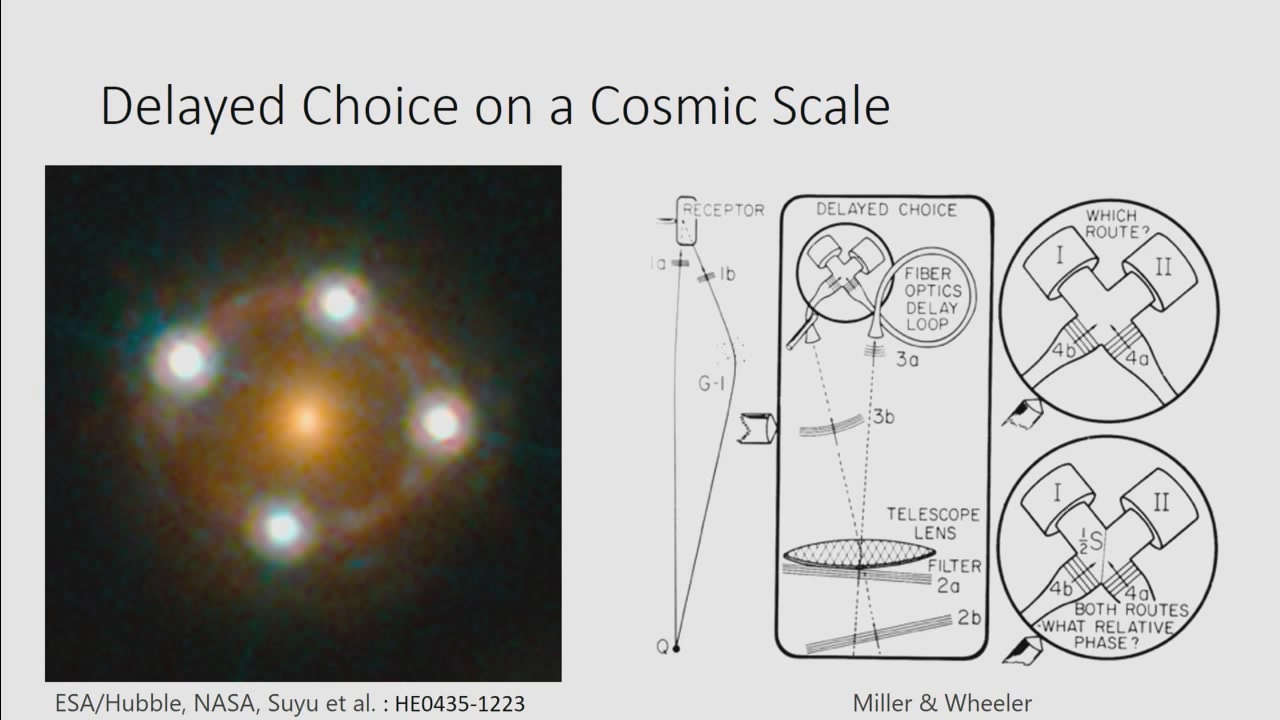 Delayed Choice on a Cosmic Scale
RECEPTOR
1a
1b
G-I
Q
DELAYED CHOICE
FIBER
OPTICS
DELAY
LOOP
3a
3b
TELESCOPE
LENS
FILTER
2a
2b
WHICH
ROUTE?
I
II
4b
4a
I
II
½S
4b
4a
BOTH ROUTES
WHAT RELATIVE
PHASE?
ESA/Hubble, NASA, Suyu et al. : HE0435-1223
Miller & Wheeler